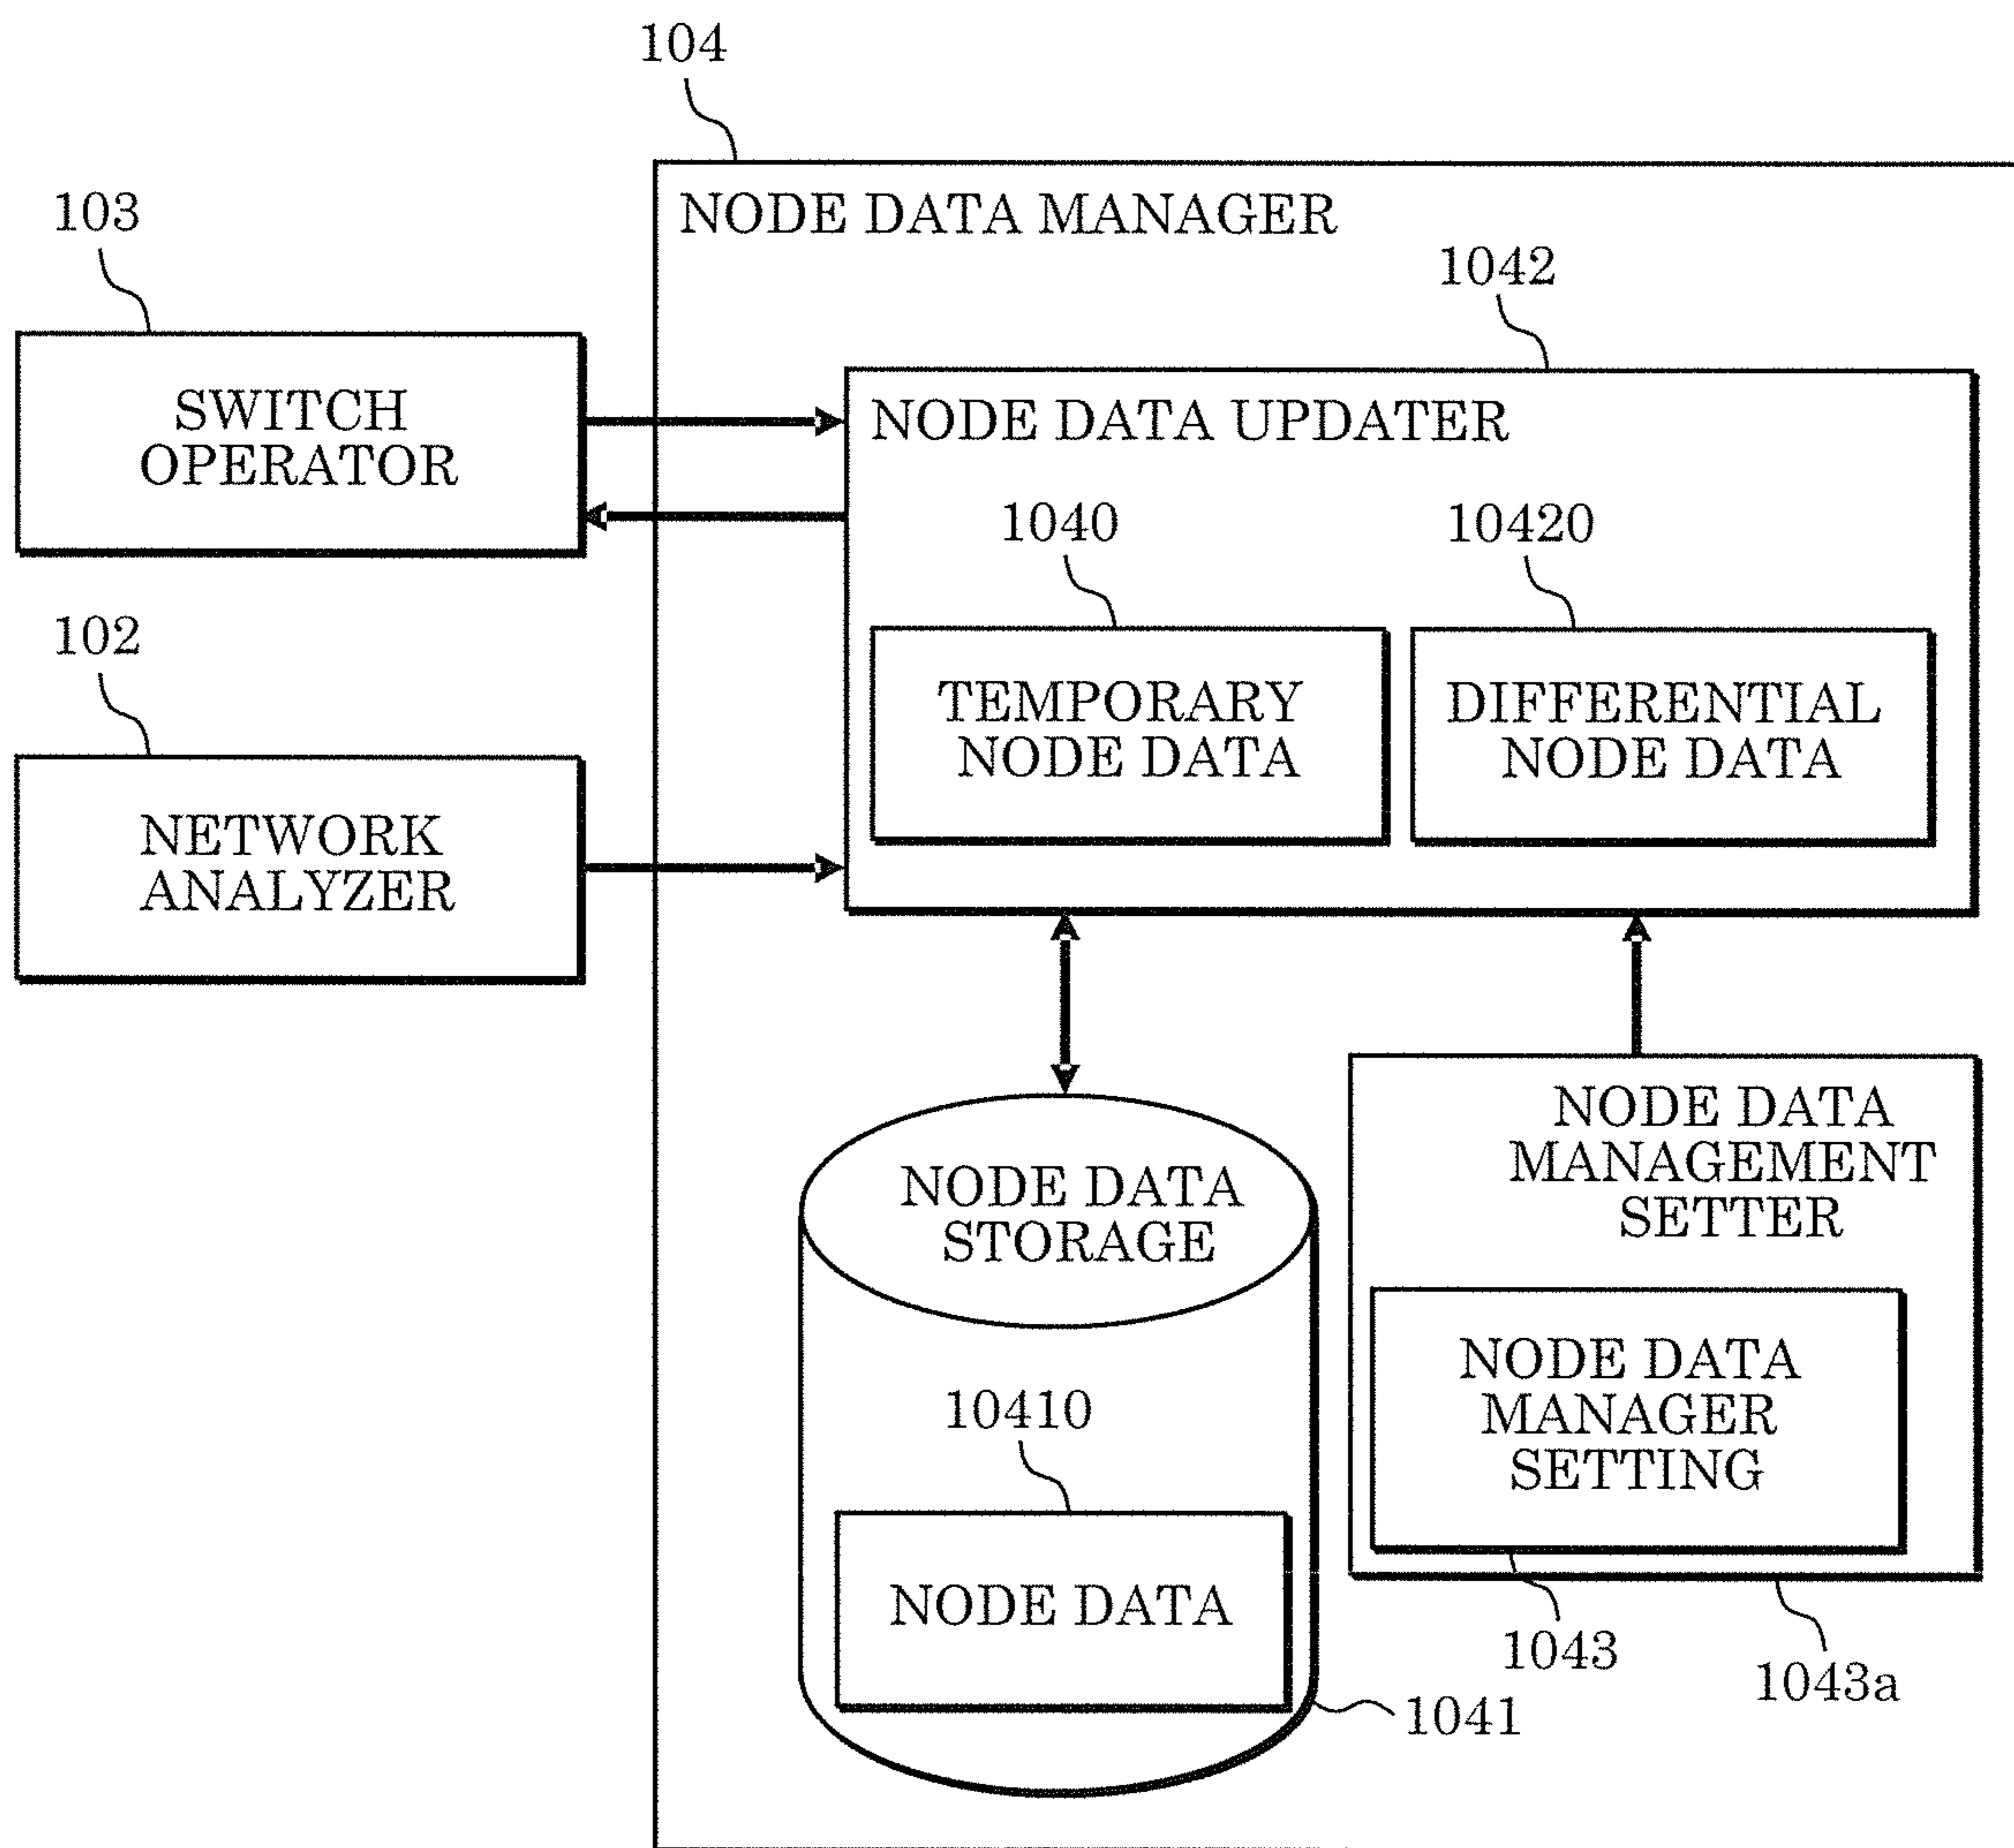 104
NODE DATA MANAGER
103
1042
SWITCH
OPERATOR
NODE DATA UPDATER
1040
10420
102
TEMPORARY
NODE DATA
DIFFERENTIAL
NODE DATA
NETWORK
ANALYZER
NODE DATA
MANAGEMENT
SETTER
NODE DATA
STORAGE
NODE DATA
MANAGER
SETTING
10410
NODE DATA
1043
1043a
1041